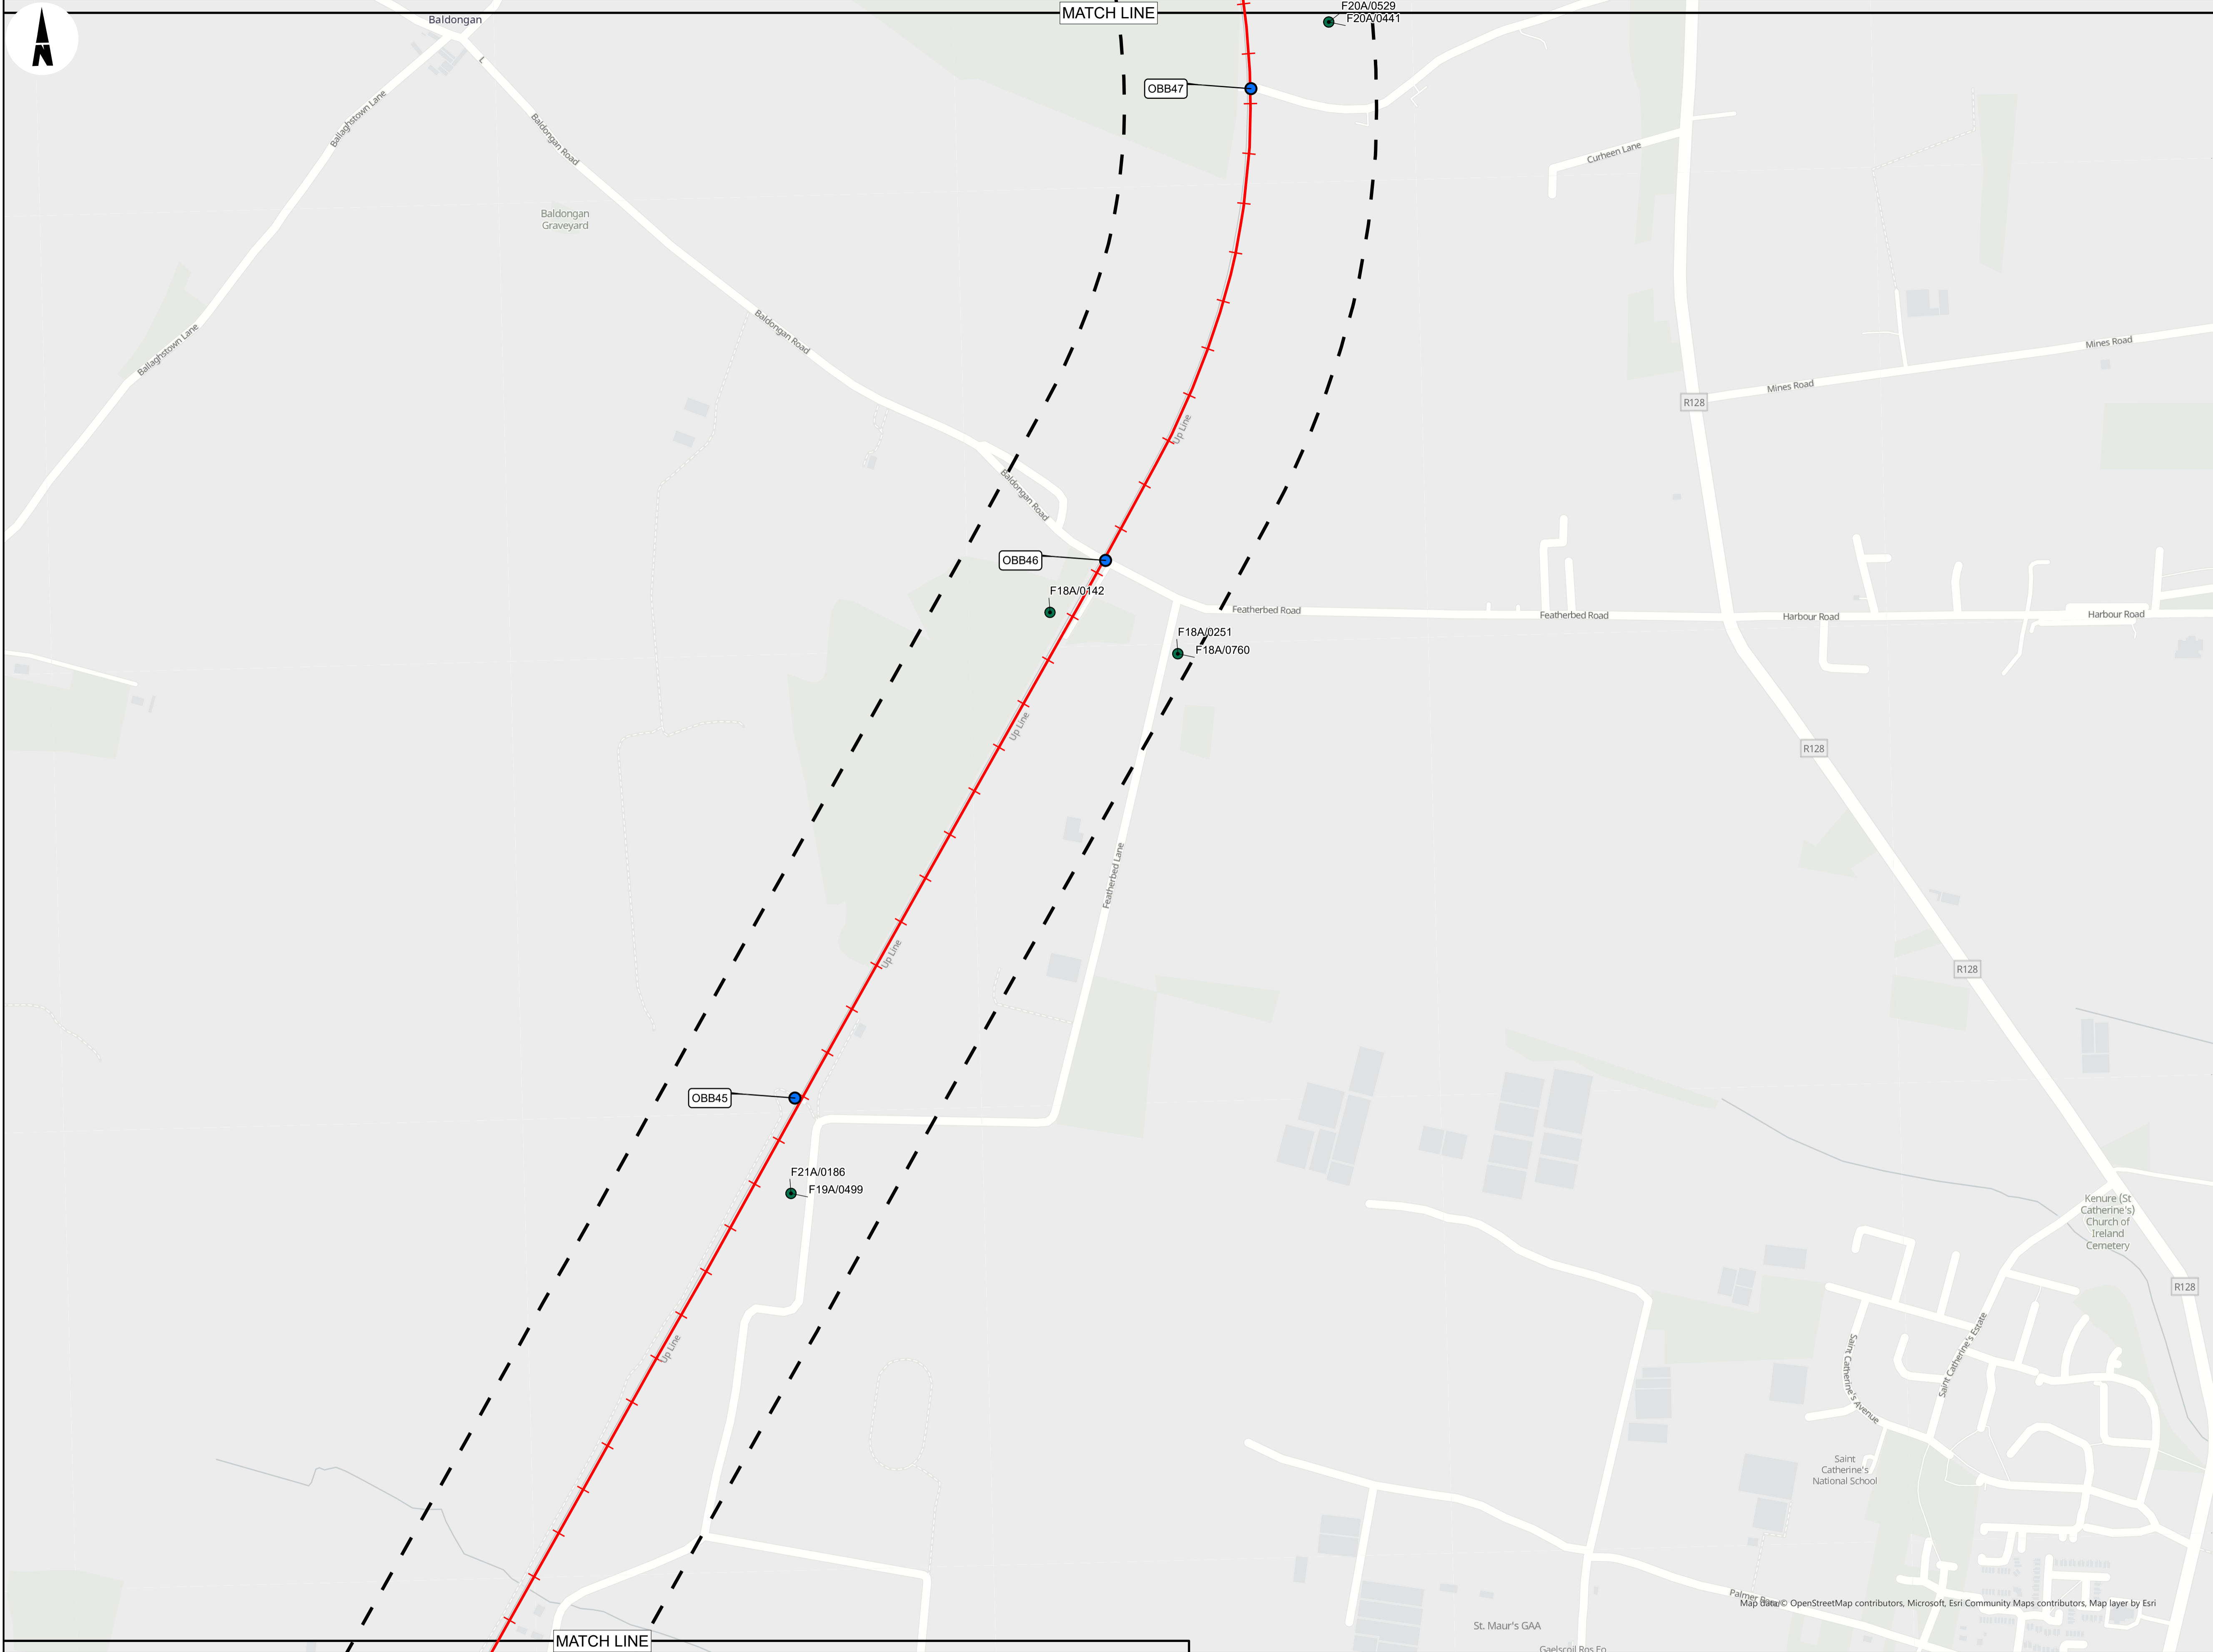 MATCH LINE
F20A/0529
F20A/0441
Baldongan
N
L
OBB47
Ballaghstown Lane
Baldongan Road
Curheen Lane
Baldongan
Graveyard
Ballaghstown Lane
Baldongan Road
Mines Road
Mines Road
R128
Up Line
Baldongan Road
OBB46
F18A/0142
Featherbed Road
Featherbed Road
Harbour Road
Harbour Road
F18A/0251
F18A/0760
Up Line
R128
Featherbed Lane
Up Line
R128
OBB45
F21A/0186
F19A/0499
Kenure (St
Catherine's)
Church of
Ireland
Cemetery
R128
Up Line
Saint Catherine's Avenue
Saint Catherine's Estate
Saint
Catherine's
National School
Palmer Road
Map data © OpenStreetMap contributors, Microsoft, Esri Community Maps contributors, Map layer by Esri
St. Maur's GAA
MATCH LINE
Gaelscoil Ros Eo